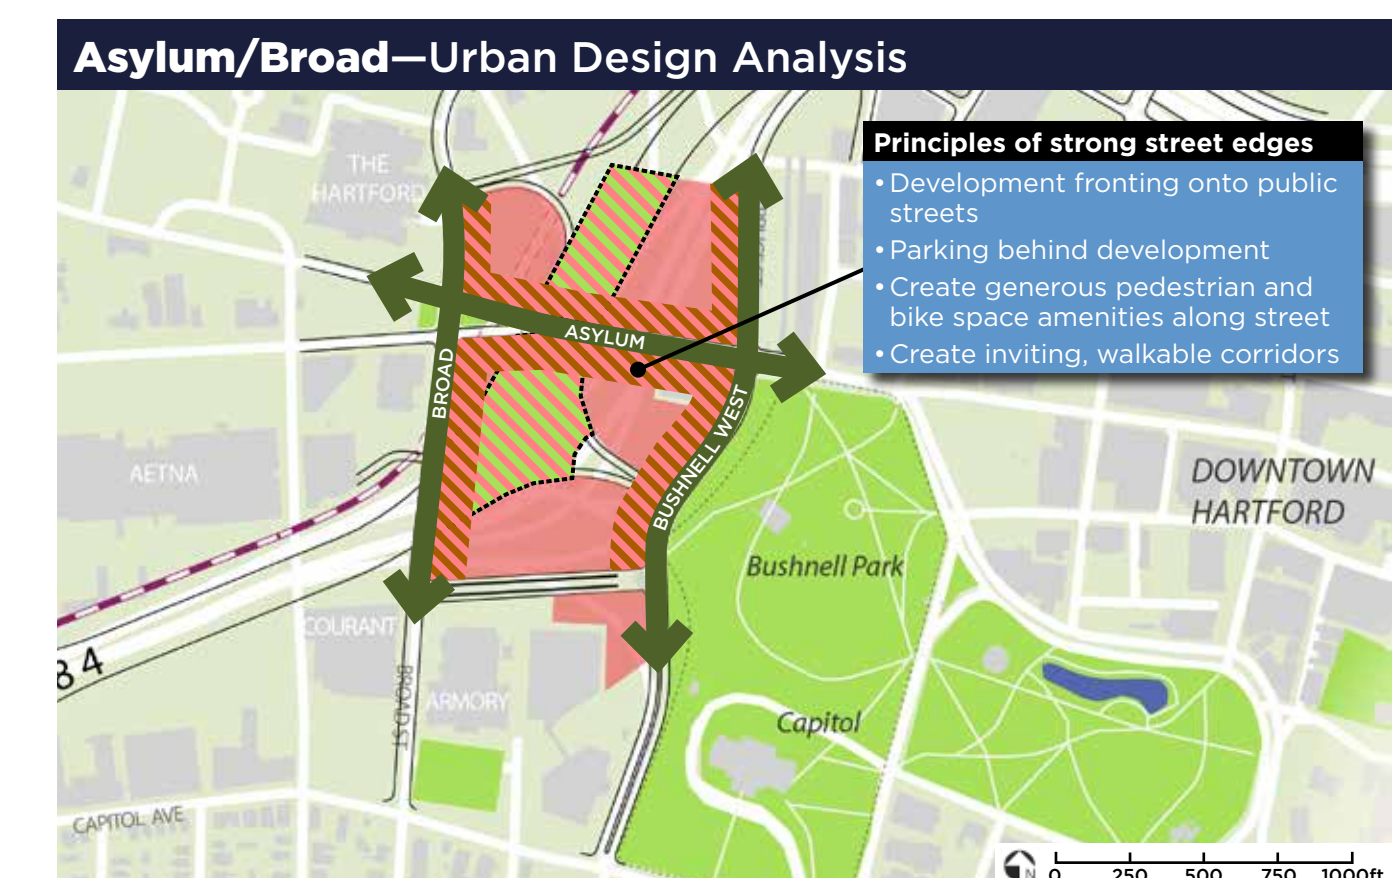 Asylum/Broad—Urban Design Analysis
Principles of strong street edges
• Development fronting onto public
streets
• Parking behind development
• Create generous pedestrian and
bike space amenities along street
• Create inviting, walkable corridors
THE
HARTFORD
ASYLUM
BROAD
BUSHNELL WEST
AETNA
DOWNTOWN
HARTFORD
Bushnell Park
COURANT
84
BROAD ST
ARMORY
Capitol
CAPITOL AVE
N
0 250 500 750 1000ft